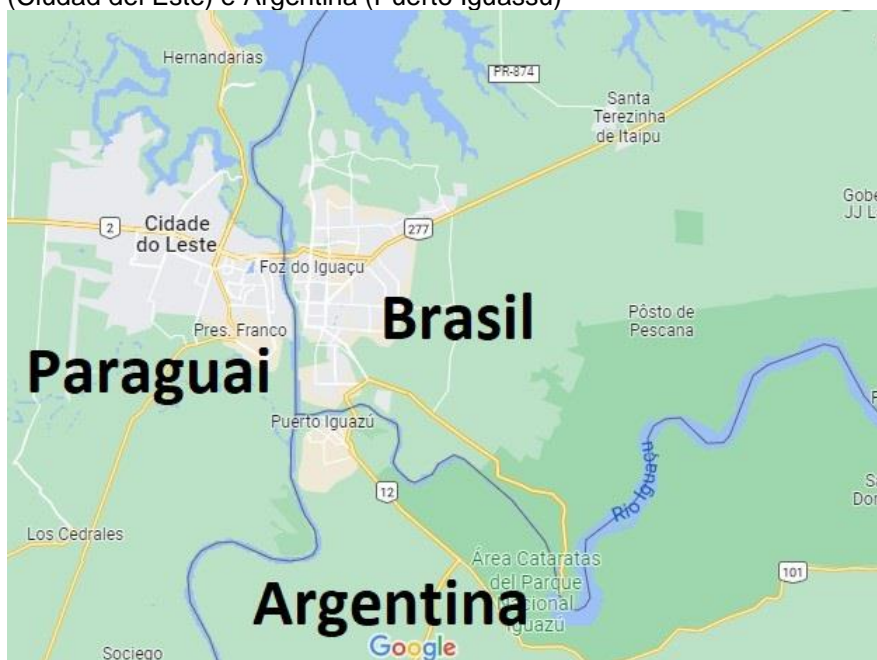 (Ciudad del Este) e Argentina (Puerto Iguassu)
Hernandarias
PR-874
Santa
Terezinha
de Itaipu
2
Cidade
do Leste
277
Foz do Iguaçu
Pôsto de
Pescana
Brasil
Pres. Franco
Paraguai
Puerto Iguazú
12
Rio Iguaçu
Los Cedrales
Área Cataratas
del Parque
Nacional
Iguazú
101
Argentina
Google
Sociego